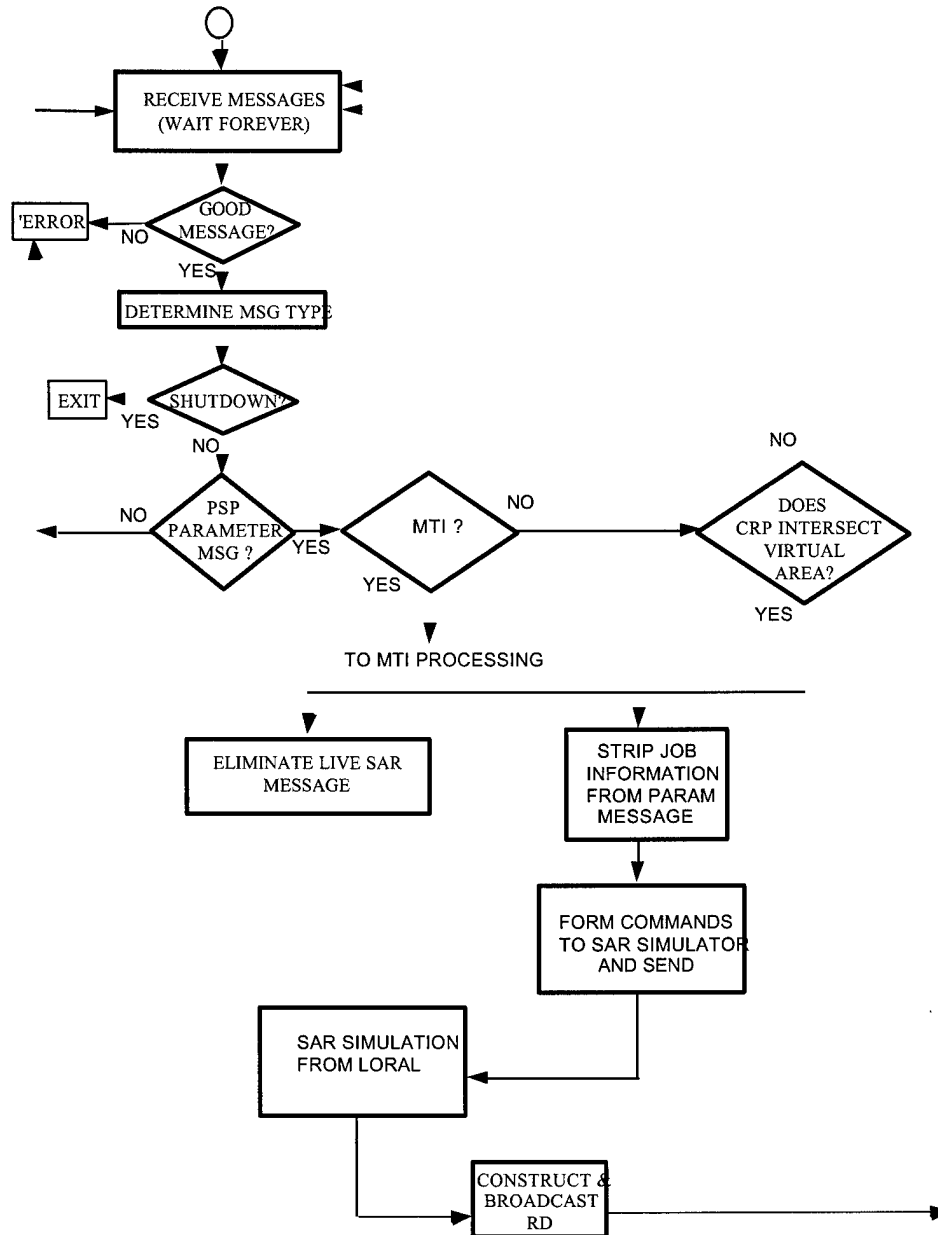 RECEIVE MESSAGES
(WAIT FOREVER)
GOOD
MESSAGE?
'ERROR
NO
YES
DETERMINE MSG TYPE
SHUTDOWN?
EXIT
YES
NO
PSP
PARAMETER
MSG ?
NO
YES
MTI ?
NO
YES
NO
DOES
CRP INTERSECT
VIRTUAL
AREA?
YES
TO MTI PROCESSING
ELIMINATE LIVE SAR
MESSAGE
STRIP JOB
INFORMATION
FROM PARAM
MESSAGE
FORM COMMANDS
TO SAR SIMULATOR
AND SEND
SAR SIMULATION
FROM LORAL
CONSTRUCT &
BROADCAST
RD